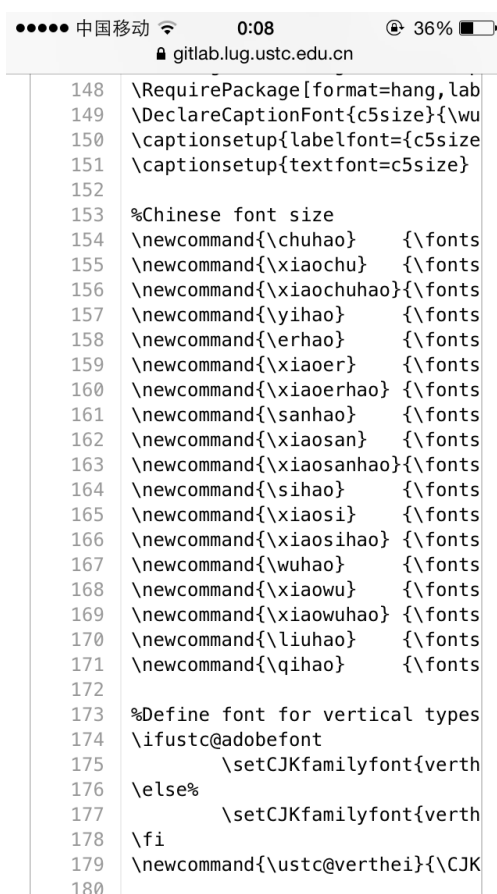 中国移动 0:08 36%
gitlab.lug.ustc.edu.cn
148 \RequirePackage[format=hang,lab
149 \DeclareCaptionFont{c5size}{\wu
150 \captionsetup{labelfont={c5size
151 \captionsetup{textfont=c5size}
152
153 %Chinese font size
154 \newcommand{\chuhao}    {\fonts
155 \newcommand{\xiaochu}   {\fonts
156 \newcommand{\xiaochuhao}{\fonts
157 \newcommand{\yihao}     {\fonts
158 \newcommand{\erhao}     {\fonts
159 \newcommand{\xiaoer}    {\fonts
160 \newcommand{\xiaoerhao} {\fonts
161 \newcommand{\sanhao}    {\fonts
162 \newcommand{\xiaosan}   {\fonts
163 \newcommand{\xiaosanhao}{\fonts
164 \newcommand{\sihao}     {\fonts
165 \newcommand{\xiaosi}    {\fonts
166 \newcommand{\xiaosihao} {\fonts
167 \newcommand{\wuhao}     {\fonts
168 \newcommand{\xiaowu}    {\fonts
169 \newcommand{\xiaowuhao} {\fonts
170 \newcommand{\liuhao}    {\fonts
171 \newcommand{\qihao}     {\fonts
172
173 %Define font for vertical types
174 \ifustc@adobefont
175         \setCJKfamilyfont{verth
176 \else%
177         \setCJKfamilyfont{verth
178 \fi
179 \newcommand{\ustc@verthei}{\CJK
180